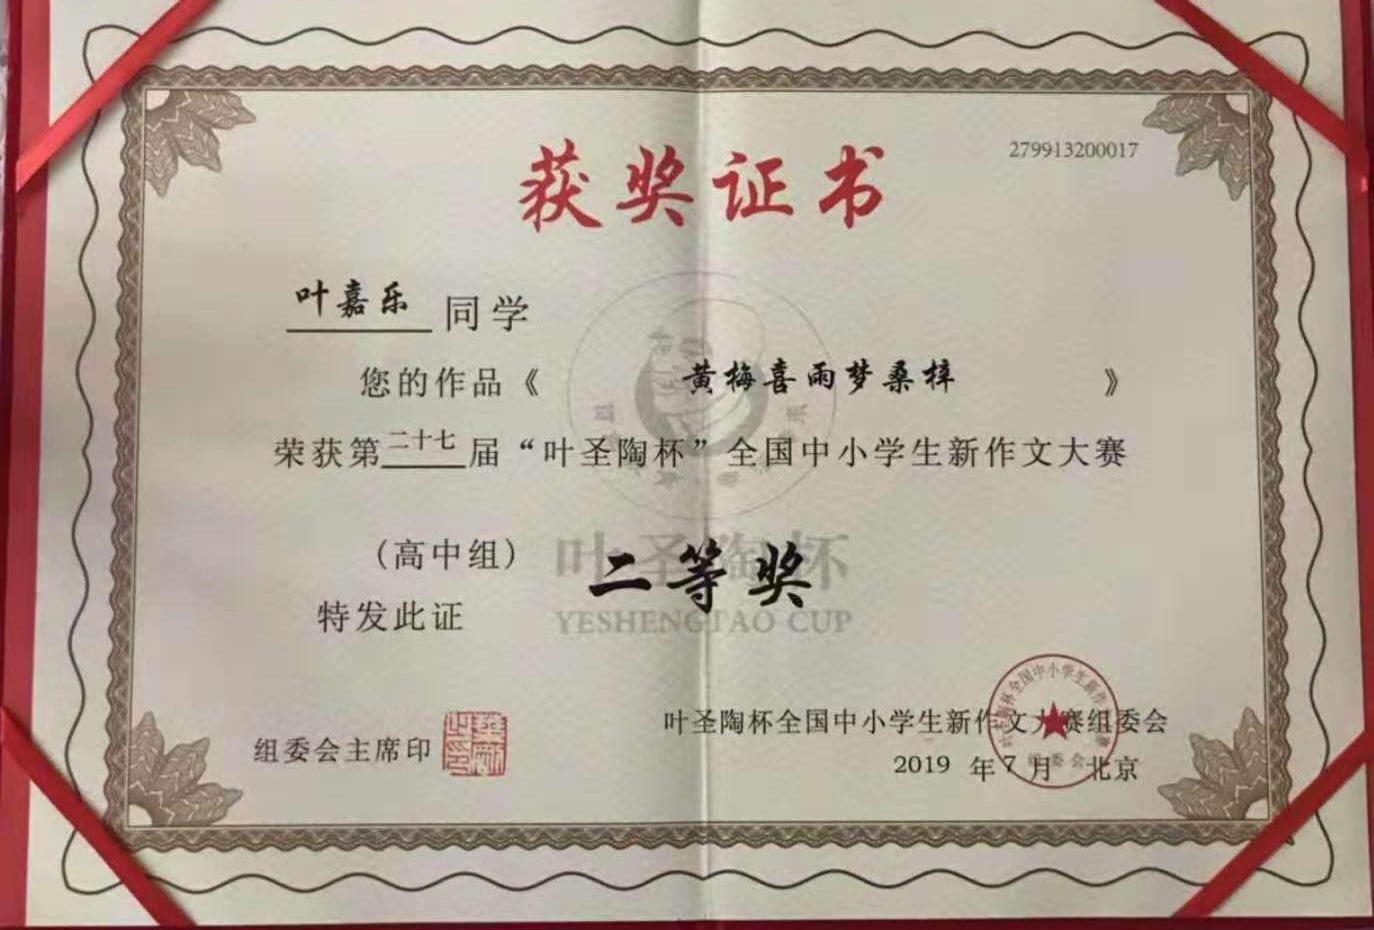 279913200017
获奖证书
叶嘉乐 同学
您的作品《 黄梅喜雨梦桑梓 》
荣获第二十七届“叶圣陶杯”全国中小学生新作文大赛
(高中组) 二等奖
叶圣陶杯
YESHENGTAO CUP
特发此证
组委会主席印
叶圣陶杯全国中小学生新作文大赛组委会
2019 年 7 月 北京